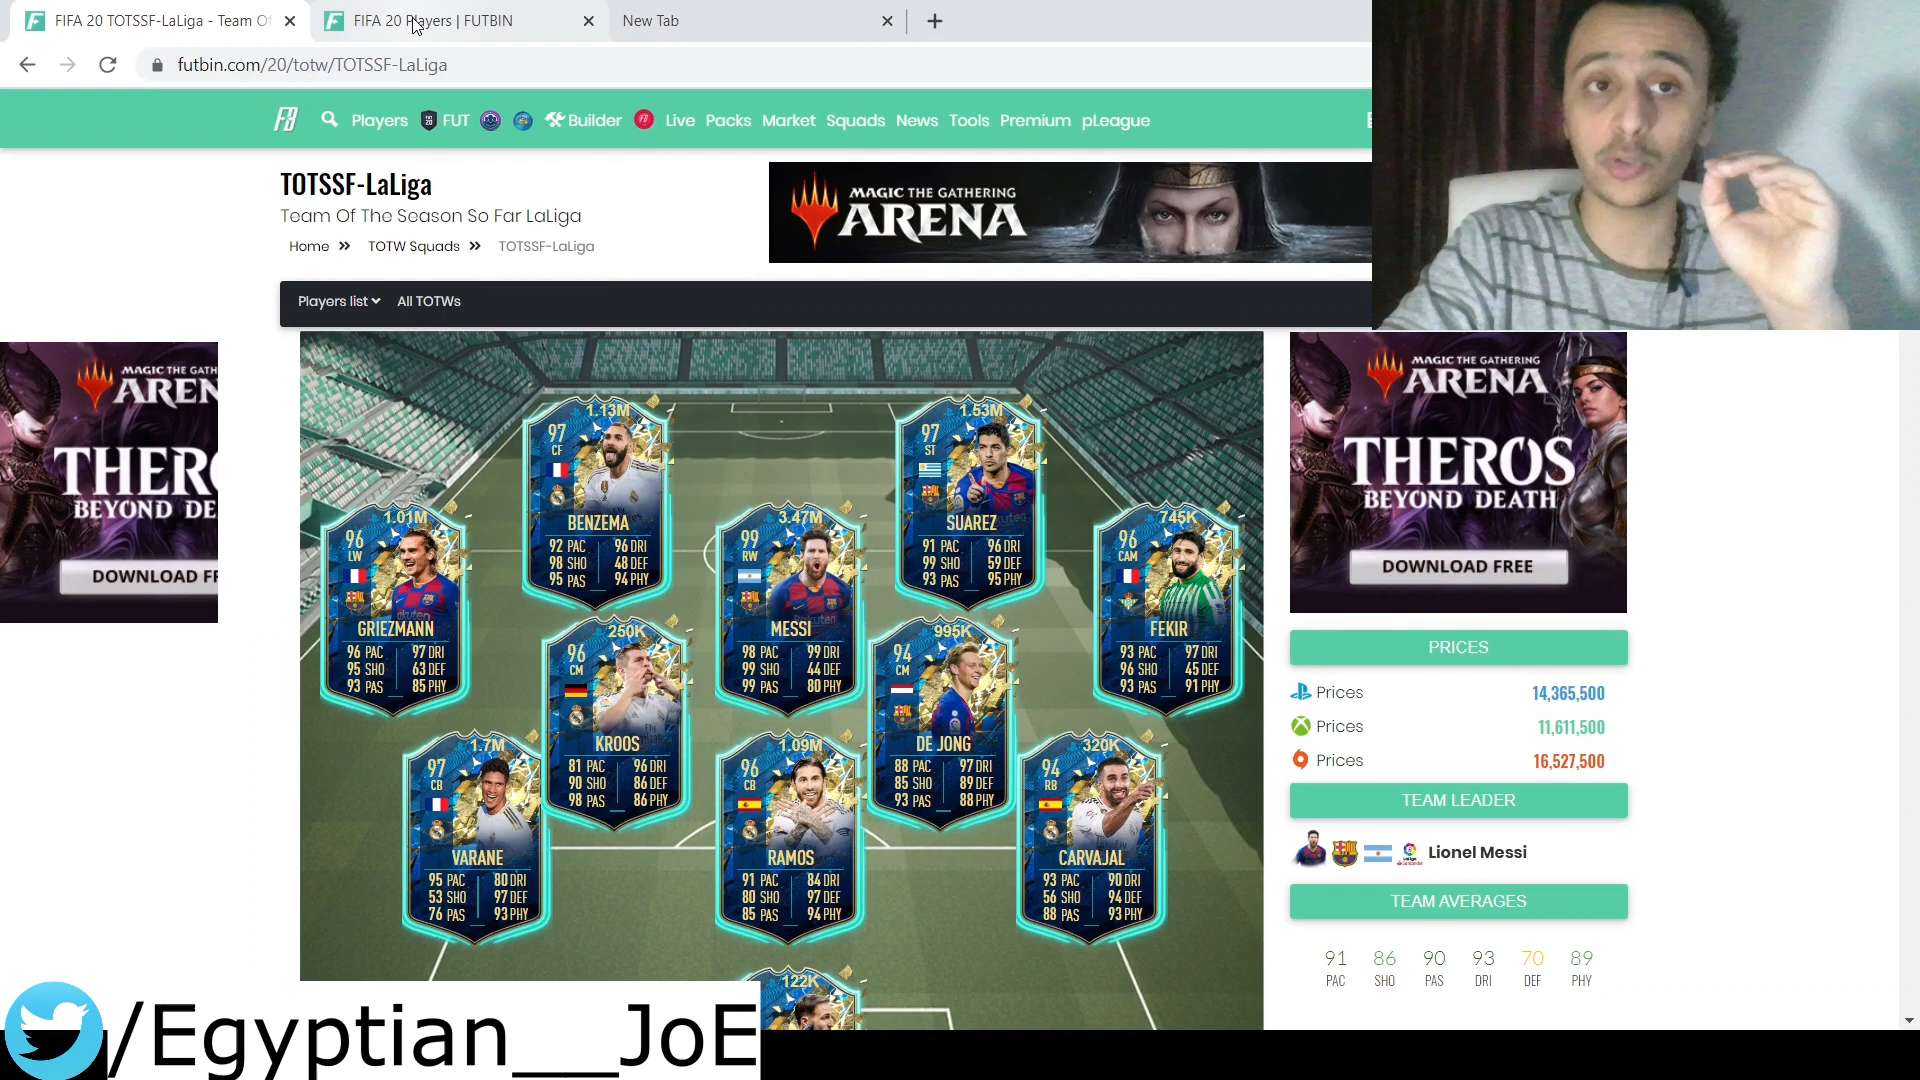 FIFA 20 TOTSSF-LaLiga - Team Of
FIFA 20 Players | FUTBIN
New Tab
futbin.com/20/totw/TOTSSF-LaLiga
Players FUT Builder Live Packs Market Squads News Tools Premium pLeague
TOTSSF-LaLiga
Team Of The Season So Far LaLiga
Home » TOTW Squads » TOTSSF-LaLiga
MAGIC THE GATHERING
ARENA
Players list All TOTWs
MAGIC THE GATH
AREN
THERO
BEYOND DE
DOWNLOAD FR
1.13M
97
CF
BENZEMA
92 PAC 96 DRI
98 SHO 48 DEF
95 PAS 94 PHY
1.53M
97
ST
SUAREZ
91 PAC 96 DRI
99 SHO 59 DEF
93 PAS 95 PHY
1.01M
96
LW
GRIEZMANN
96 PAC 97 DRI
95 SHO 63 DEF
93 PAS 85 PHY
3.47M
99
RW
MESSI
98 PAC 99 DRI
99 SHO 44 DEF
99 PAS 80 PHY
745K
96
CAM
FEKIR
93 PAC 97 DRI
96 SHO 45 DEF
93 PAS 91 PHY
250K
96
CM
KROOS
81 PAC 96 DRI
90 SHO 86 DEF
98 PAS 86 PHY
995K
94
CM
DE JONG
88 PAC 97 DRI
85 SHO 89 DEF
93 PAS 88 PHY
1.7M
97
CB
VARANE
95 PAC 80 DRI
53 SHO 97 DEF
76 PAS 93 PHY
1.09M
96
CB
RAMOS
91 PAC 84 DRI
80 SHO 97 DEF
85 PAS 94 PHY
320K
94
RB
CARVAJAL
93 PAC 90 DRI
56 SHO 94 DEF
88 PAS 93 PHY
122K
MAGIC THE GATHERING
ARENA
THEROS
BEYOND DEATH
DOWNLOAD FREE
PRICES
Prices 14,365,500
Prices 11,611,500
Prices 16,527,500
TEAM LEADER
Lionel Messi
TEAM AVERAGES
91 86 90 93 70 89
PAC SHO PAS DRI DEF PHY
/Egyptian__JoE